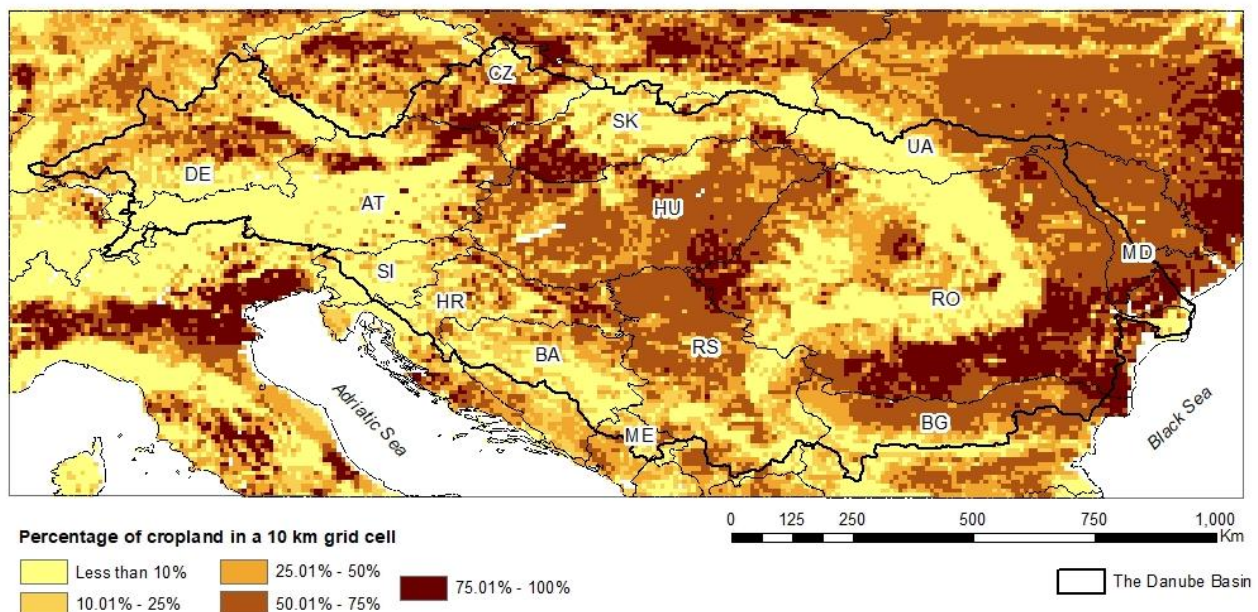 CZ
SK
UA
DE
AT
HU
MD
SI
HR
RO
BA
RS
BG
ME
Adriatic Sea
Black Sea
Percentage of cropland in a 10 km grid cell
Less than 10%
25.01% - 50%
75.01% - 100%
10.01% - 25%
50.01% - 75%
0 125 250 500 750 1,000
Km
The Danube Basin